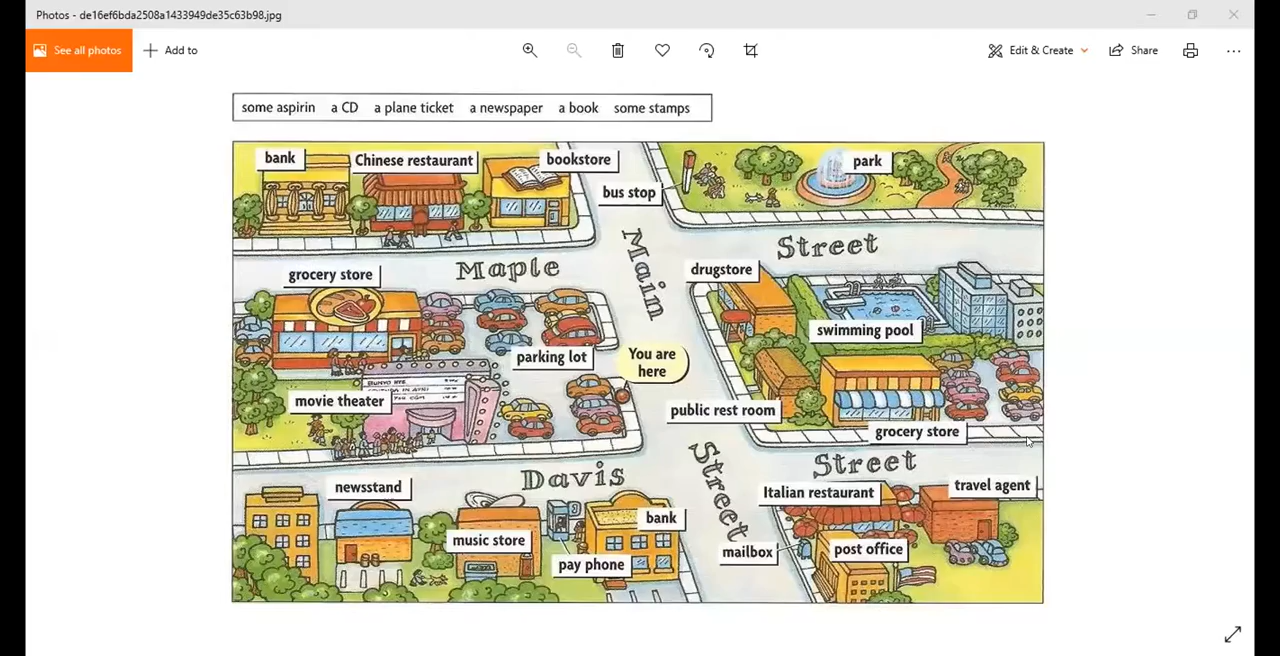 Photos - de16ef6bda2508a1433949de35c63b98.jpg
See all photos
Add to
Edit & Create
Share
some aspirin a CD a plane ticket a newspaper a book some stamps
bank
Chinese restaurant
bookstore
park
bus stop
Main
Street
Maple
grocery store
drugstore
swimming pool
parking lot
You are
here
movie theater
public rest room
grocery store
Street
Davis
Street
newsstand
Italian restaurant
travel agent
bank
music store
mailbox
post office
pay phone